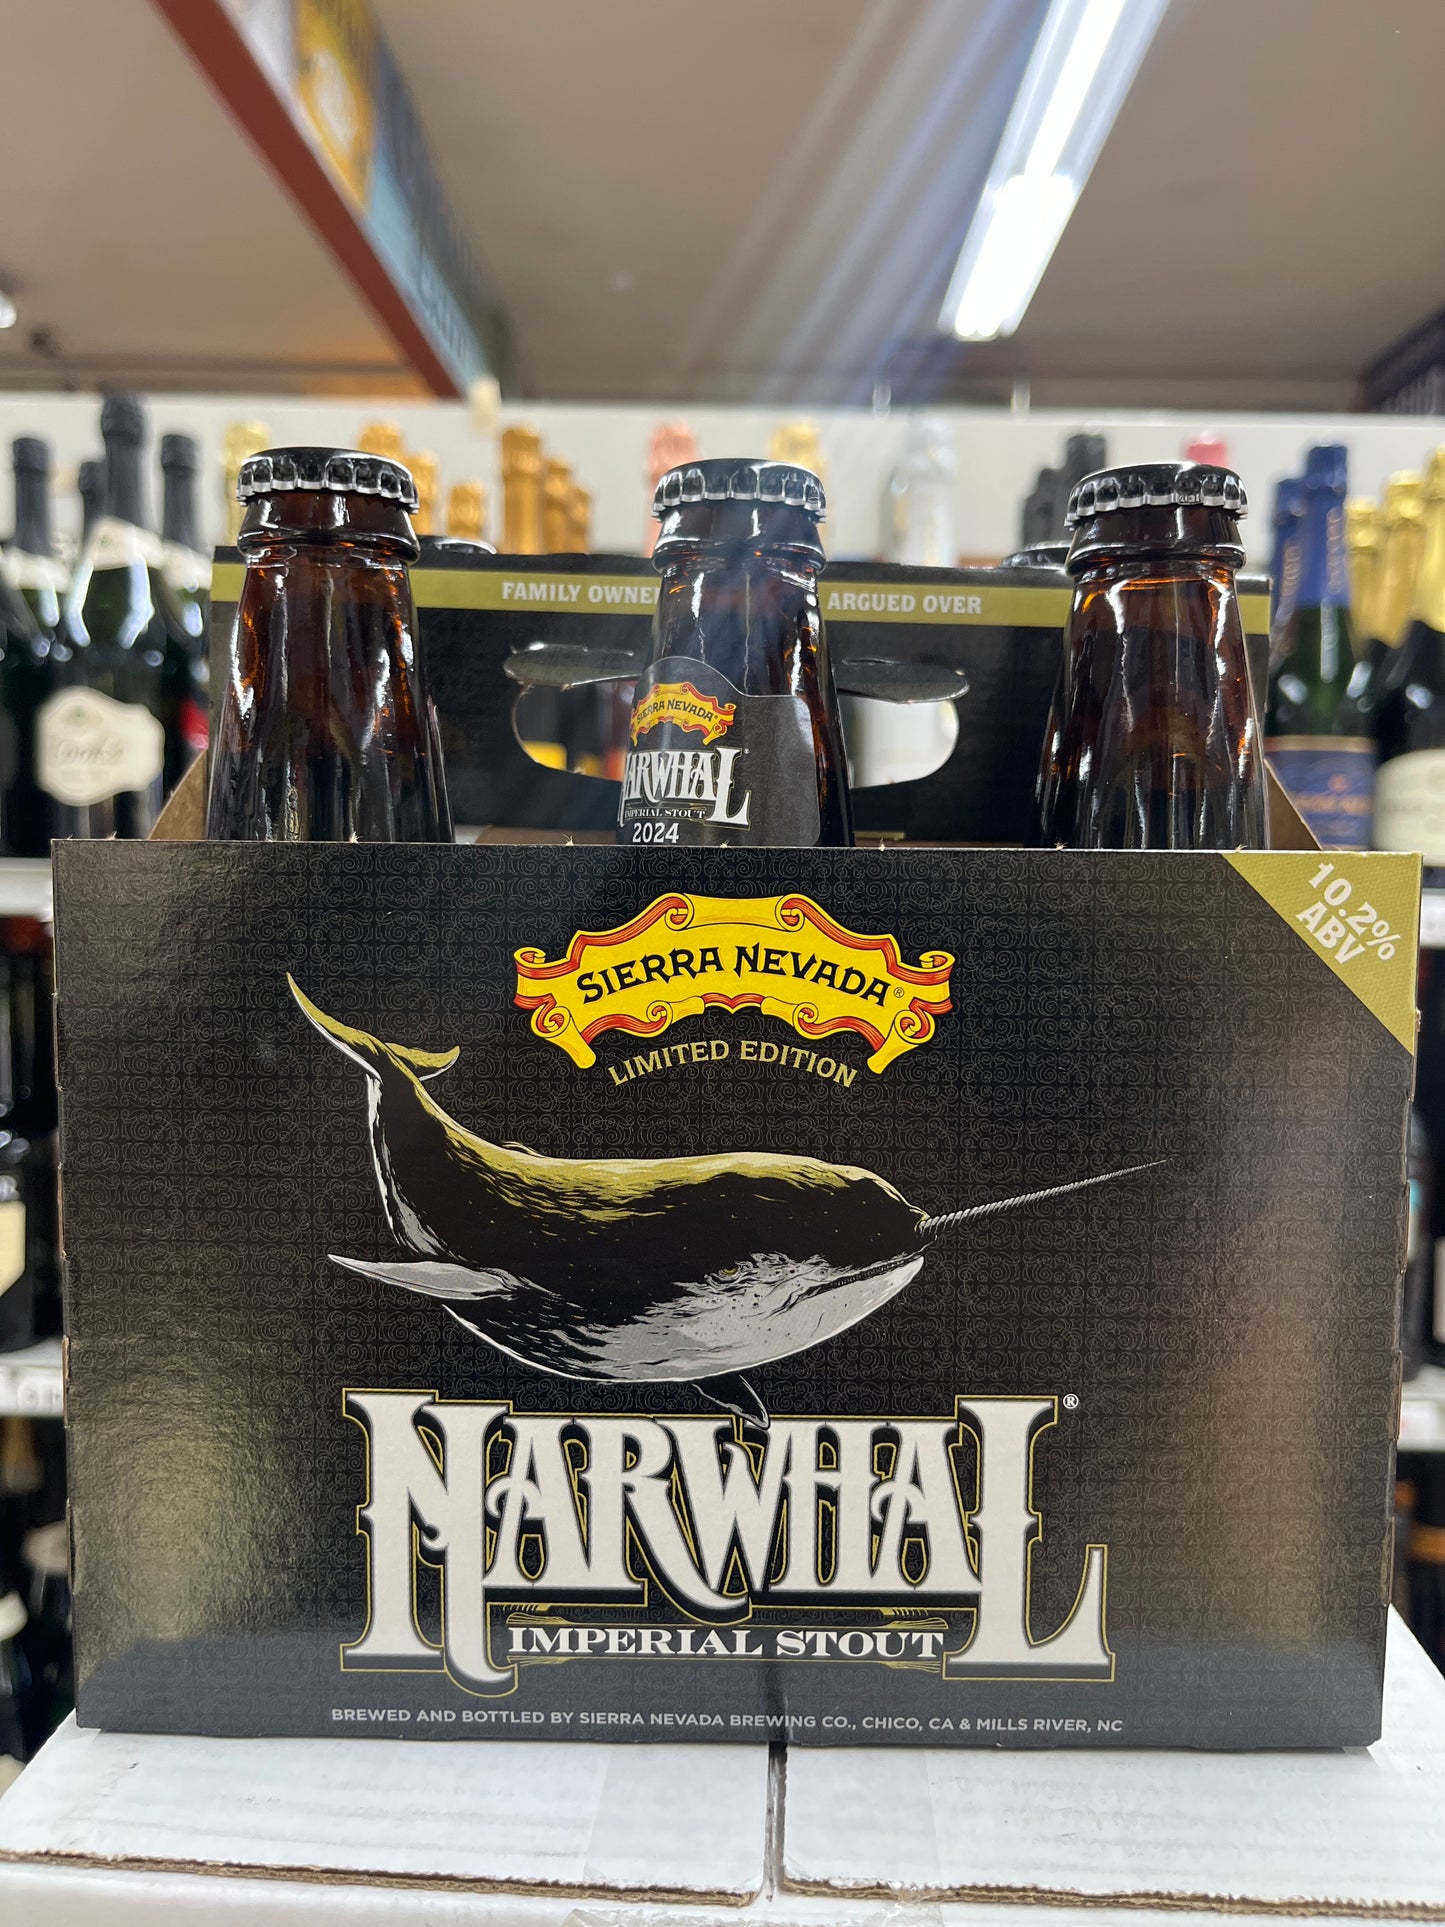 FAMILY OWNE
ARGUED OVER
SIERRA NEVADA
NARWHAL
IMPERIAL STOUT
2024
10.2%
ABV
SIERRA NEVADA®
LIMITED EDITION
NARWHAL®
IMPERIAL STOUT
BREWED AND BOTTLED BY SIERRA NEVADA BREWING CO., CHICO, CA & MILLS RIVER, NC